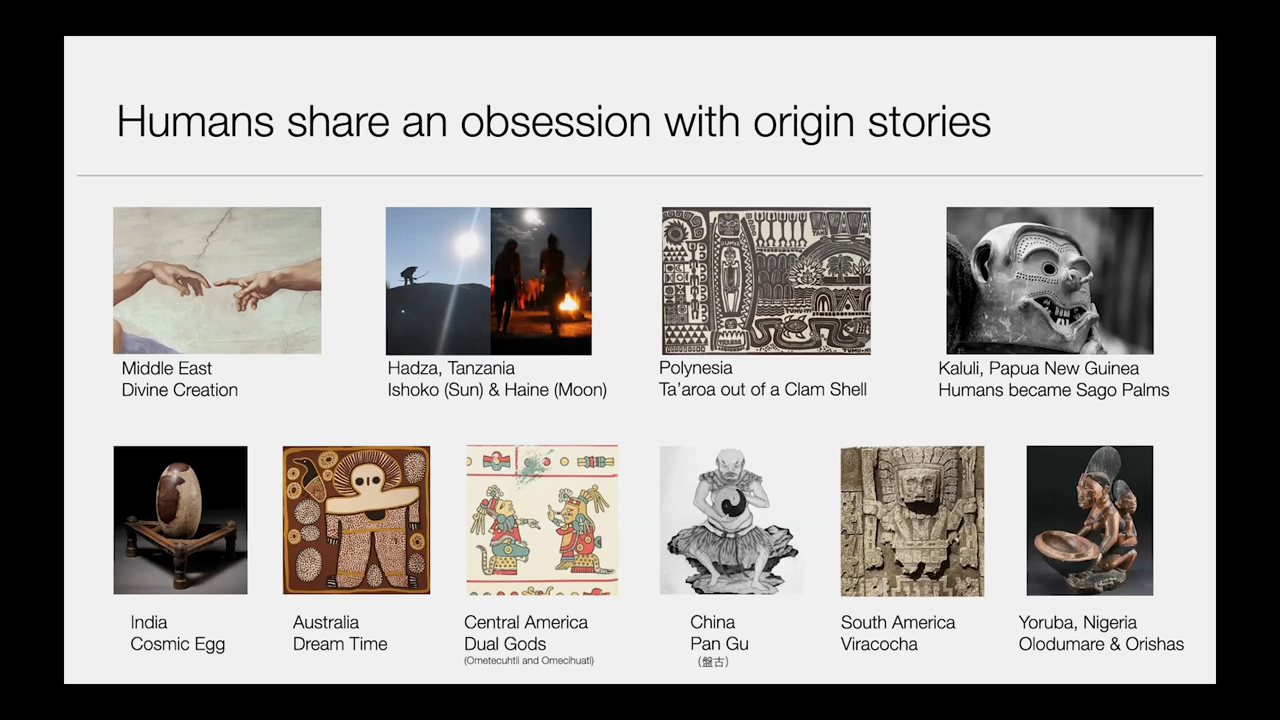 Humans share an obsession with origin stories
Middle East
Divine Creation
Hadza, Tanzania
Ishoko (Sun) & Haine (Moon)
Polynesia
Ta'aroa out of a Clam Shell
Kaluli, Papua New Guinea
Humans became Sago Palms
India
Cosmic Egg
Australia
Dream Time
Central America
Dual Gods
(Ometecuhtli and Omecihuatl)
China
Pan Gu
(盤古)
South America
Viracocha
Yoruba, Nigeria
Olodumare & Orishas